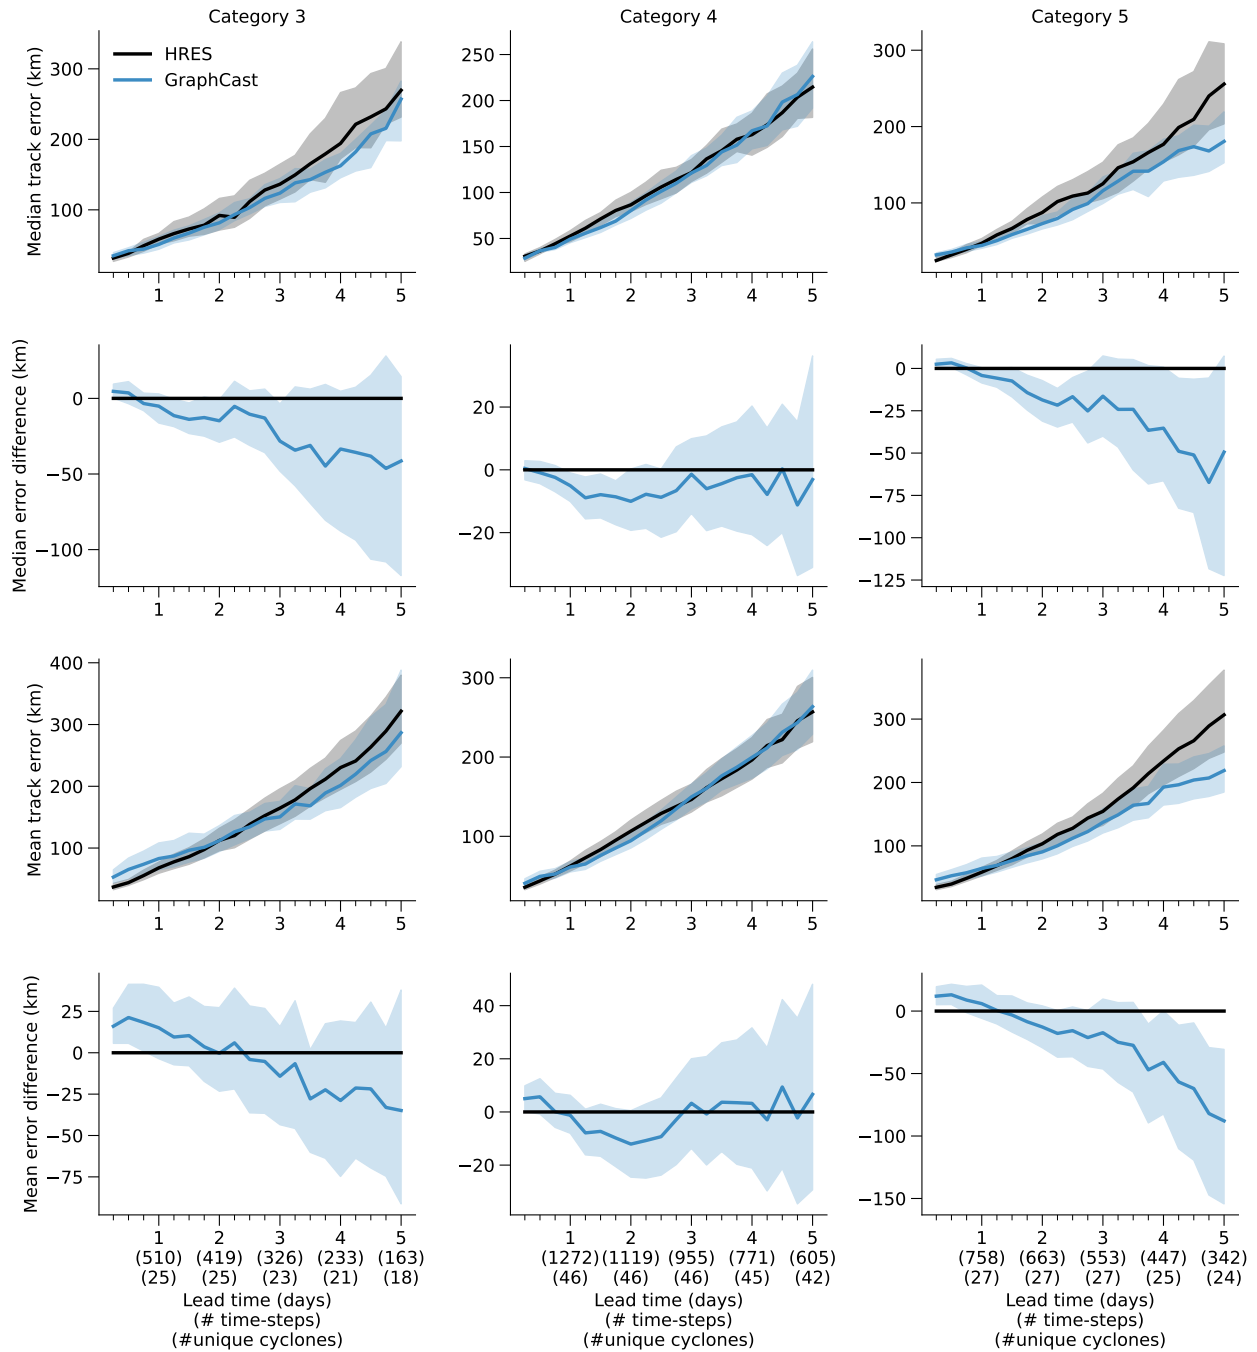 Category 3
Category 4
Category 5
HRES
GraphCast
Median track error (km)
300
200
100
1 2 3 4 5
250
200
150
100
50
1 2 3 4 5
300
200
100
1 2 3 4 5
Median error difference (km)
0
−50
−100
1 2 3 4 5
20
0
−20
1 2 3 4 5
0
−25
−50
−75
−100
−125
1 2 3 4 5
Mean track error (km)
400
300
200
100
1 2 3 4 5
300
200
100
1 2 3 4 5
300
200
100
1 2 3 4 5
Mean error difference (km)
25
0
−25
−50
−75
1 2 3 4 5
(510) (419) (326) (233) (163)
(25) (25) (23) (21) (18)
Lead time (days)
(# time-steps)
(#unique cyclones)
40
20
0
−20
1 2 3 4 5
(1272) (1119) (955) (771) (605)
(46) (46) (46) (45) (42)
Lead time (days)
(# time-steps)
(#unique cyclones)
0
−50
−100
−150
1 2 3 4 5
(758) (663) (553) (447) (342)
(27) (27) (27) (25) (24)
Lead time (days)
(# time-steps)
(#unique cyclones)